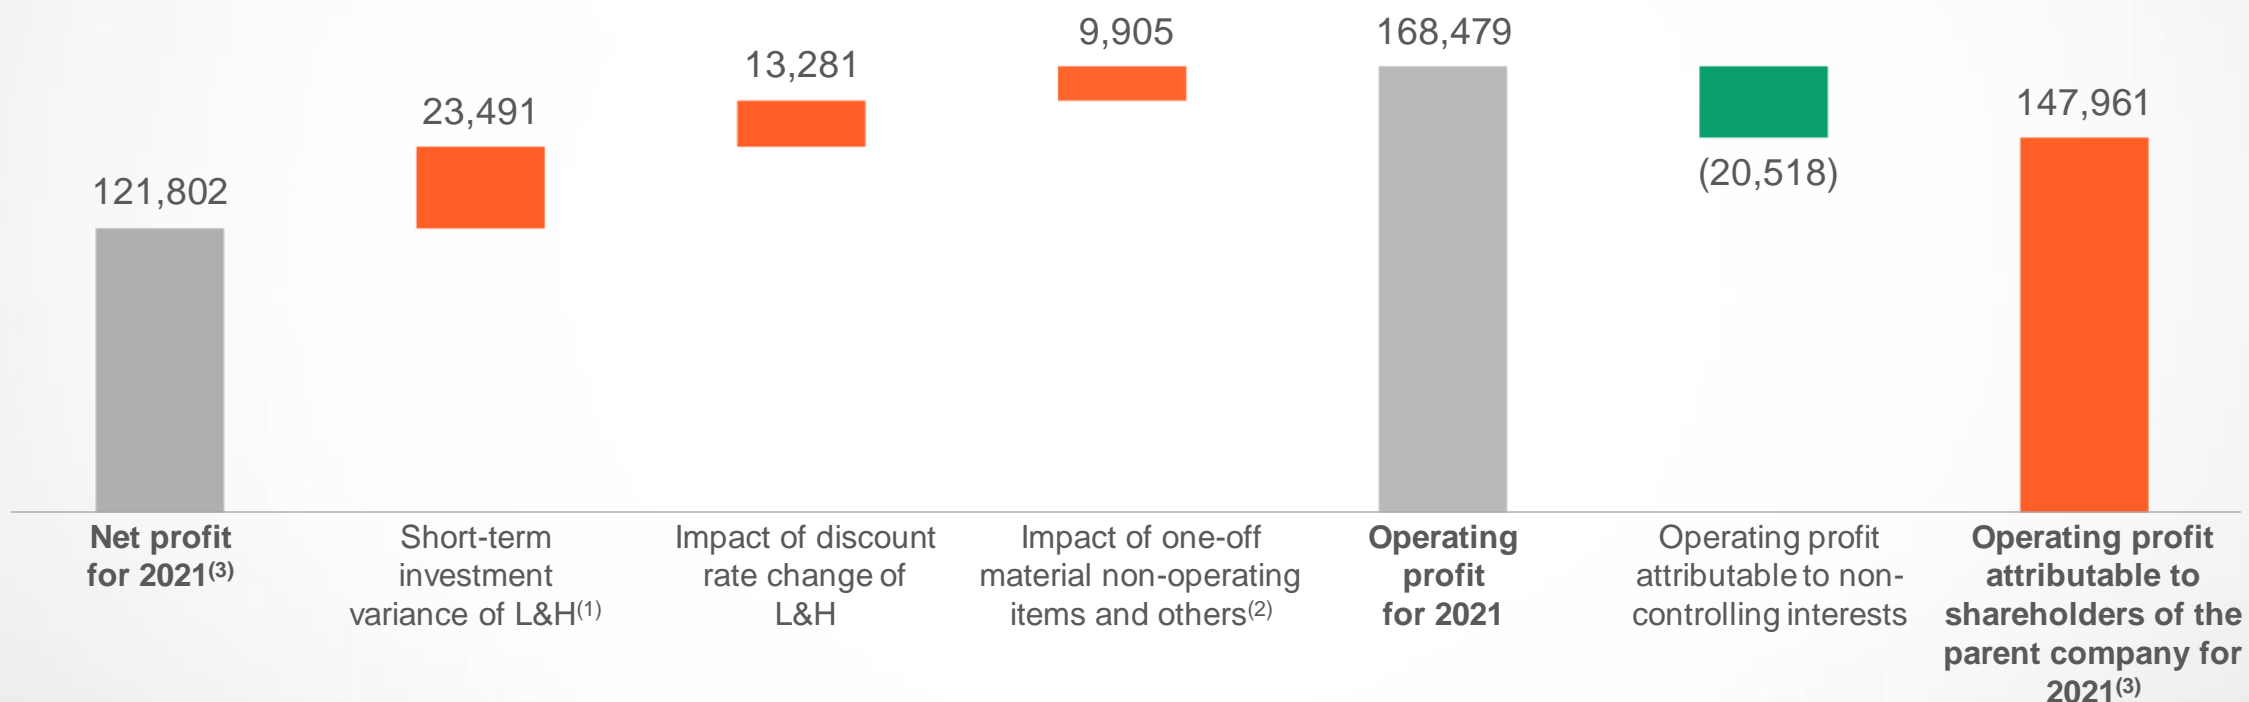 121,802
23,491
13,281
9,905
168,479
(20,518)
147,961
Net profit
for 2021(3)
Short-term
investment
variance of L&H(1)
Impact of discount
rate change of
L&H
Impact of one-off
material non-operating
items and others(2)
Operating
profit
for 2021
Operating profit
attributable to non-
controlling interests
Operating profit
attributable to
shareholders of the
parent company for
2021(3)